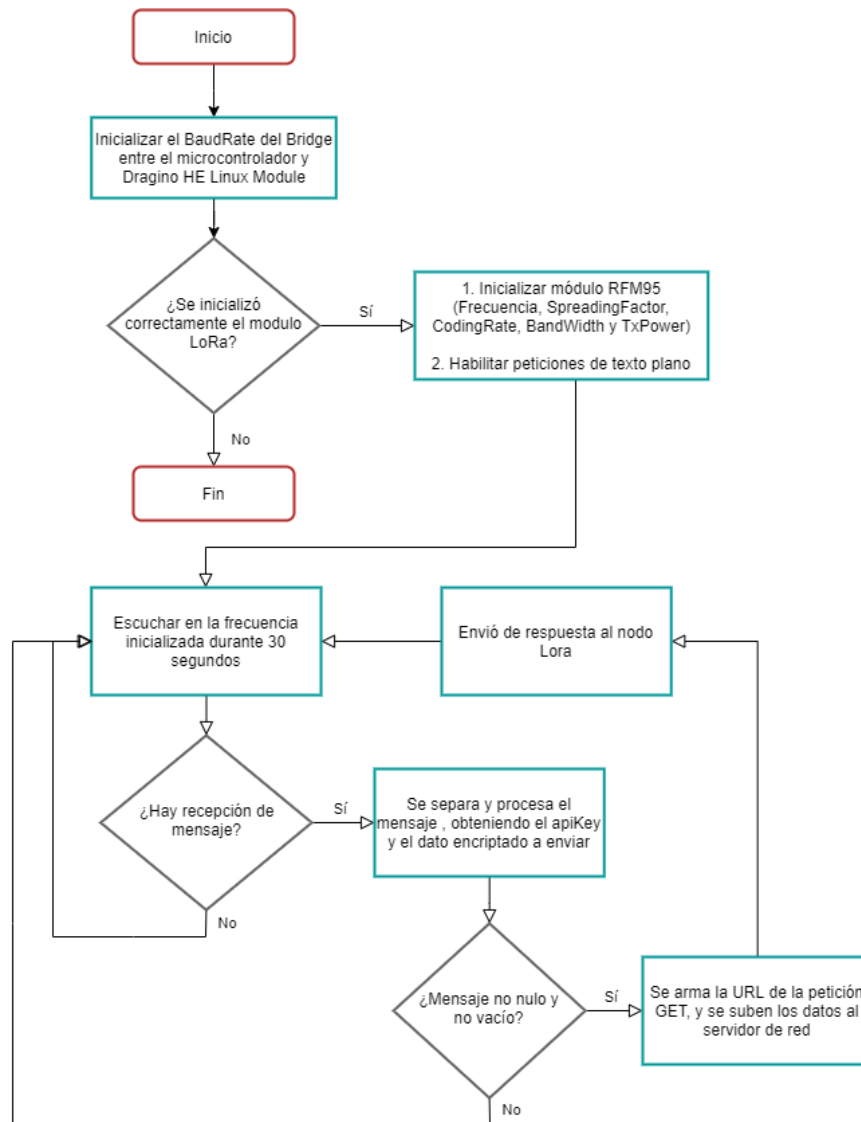 Inicio
Inicializar el BaudRate del Bridge
entre el microcontrolador y
Dragino HE Linux Module
¿Se inicializó
correctamente el modulo
LoRa?
Sí
1. Inicializar módulo RFM95
(Frecuencia, SpreadingFactor,
CodingRate, BandWidth y TxPower)
2. Habilitar peticiones de texto plano
No
Fin
Escuchar en la frecuencia
inicializada durante 30
segundos
Envió de respuesta al nodo
Lora
¿Hay recepción de
mensaje?
Sí
Se separa y procesa el
mensaje , obteniendo el apiKey
y el dato encriptado a enviar
No
¿Mensaje no nulo y
no vacío?
Sí
Se arma la URL de la petición
GET, y se suben los datos al
servidor de red
No